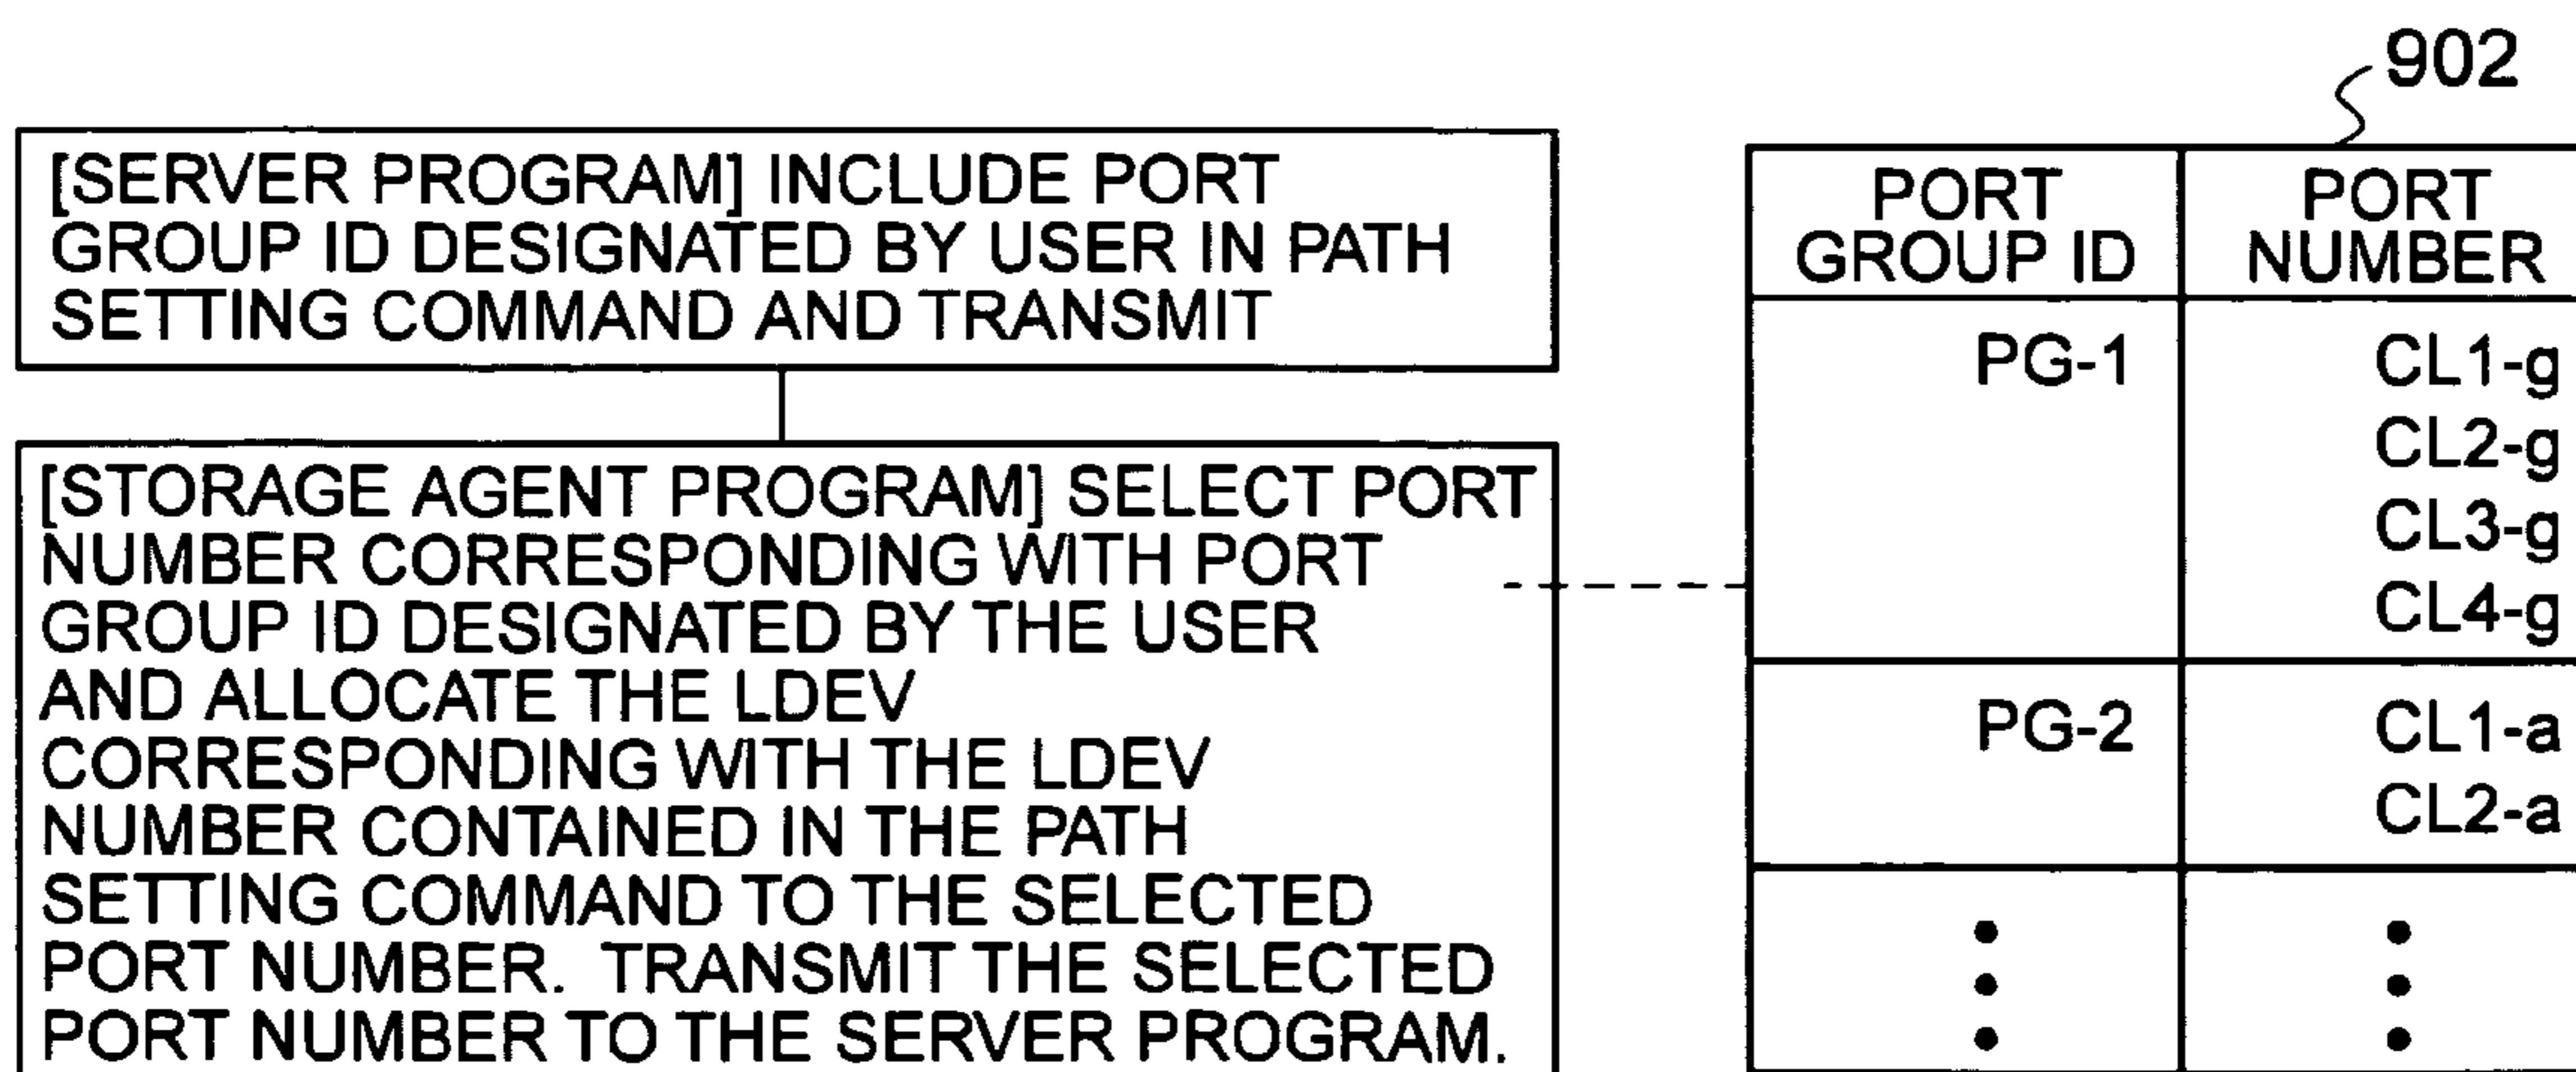 902
[SERVER PROGRAM] INCLUDE PORT
GROUP ID DESIGNATED BY USER IN PATH
SETTING COMMAND AND TRANSMIT
[STORAGE AGENT PROGRAM] SELECT PORT
NUMBER CORRESPONDING WITH PORT
GROUP ID DESIGNATED BY THE USER
AND ALLOCATE THE LDEV
CORRESPONDING WITH THE LDEV
NUMBER CONTAINED IN THE PATH
SETTING COMMAND TO THE SELECTED
PORT NUMBER. TRANSMIT THE SELECTED
PORT NUMBER TO THE SERVER PROGRAM.
PORT
GROUP ID
PORT
NUMBER
PG-1
CL1-g
CL2-g
CL3-g
CL4-g
PG-2
CL1-a
CL2-a